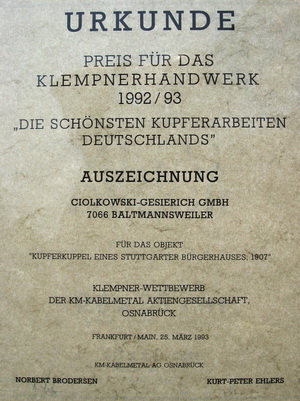 URKUNDE
PREIS FÜR DAS
KLEMPNERHANDWERK
1992/93
„DIE SCHÖNSTEN KUPFERARBEITEN
DEUTSCHLANDS”
AUSZEICHNUNG
CIOLKOWSKI-GESIERICH GMBH
7066 BALTMANNSWEILER
FÜR DAS OBJEKT
"KUPFERKUPPEL EINES STUTTGARTER BÜRGERHAUSES, 1907"
KLEMPNER-WETTBEWERB
DER KM-KABELMETAL AKTIENGESELLSCHAFT,
OSNABRÜCK
FRANKFURT/MAIN, 25. MÄRZ 1993
KM-KABELMETAL AG OSNABRÜCK
NORBERT BRODERSEN KURT-PETER EHLERS